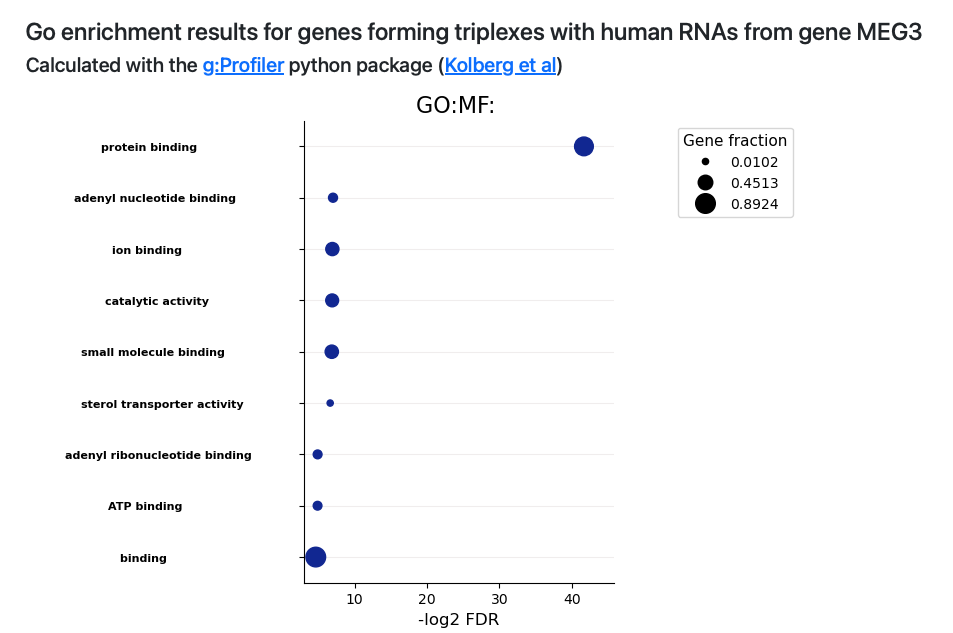 Go enrichment results for genes forming triplexes with human RNAs from gene MEG3
Calculated with the g:Profiler python package (Kolberg et al)
GO:MF:
protein binding
adenyl nucleotide binding
ion binding
catalytic activity
small molecule binding
sterol transporter activity
adenyl ribonucleotide binding
ATP binding
binding
10 20 30 40
-log2 FDR
Gene fraction
0.0102
0.4513
0.8924